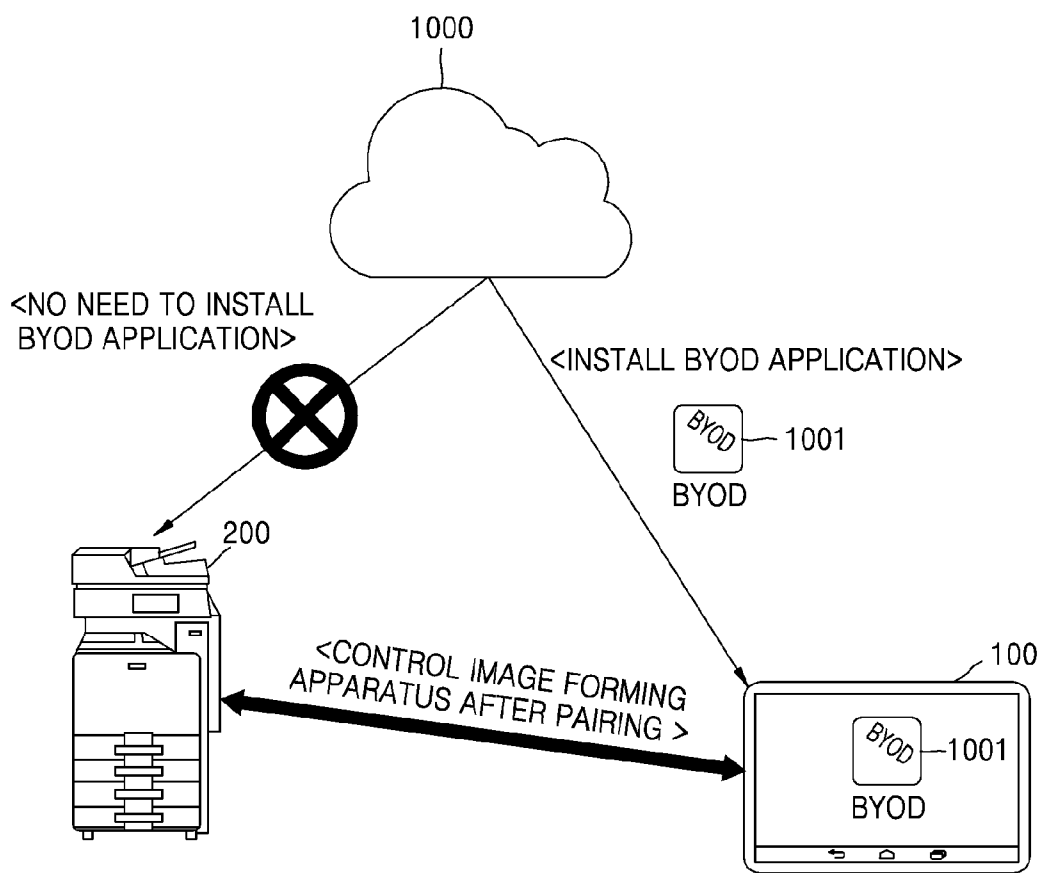 1000
<NO NEED TO INSTALL
BYOD APPLICATION>
<INSTALL BYOD APPLICATION>
BYOD
1001
BYOD
200
<CONTROL IMAGE FORMING
APPARATUS AFTER PAIRING >
100
BYOD
1001
BYOD